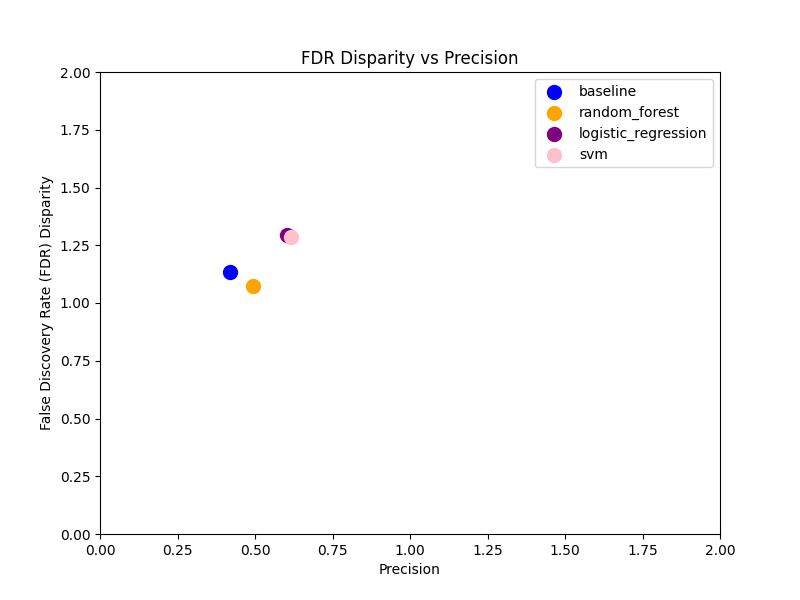 FDR Disparity vs Precision
2.00
1.75
1.50
1.25
1.00
0.75
0.50
0.25
0.00
False Discovery Rate (FDR) Disparity
baseline
random_forest
logistic_regression
svm
0.00 0.25 0.50 0.75 1.00 1.25 1.50 1.75 2.00
Precision